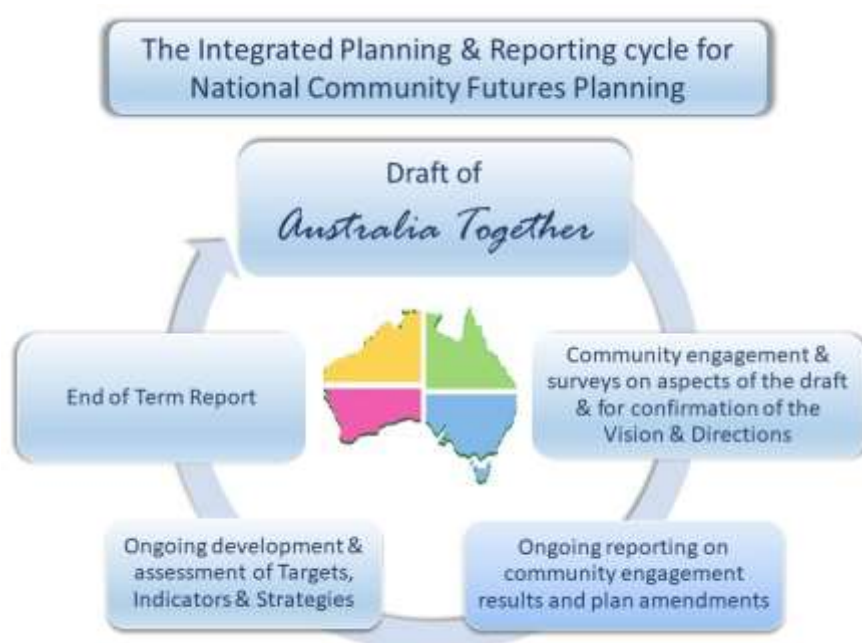 The Integrated Planning & Reporting cycle for
National Community Futures Planning
Draft of
Australia Together
Community engagement &
surveys on aspects of the draft
& for confirmation of the
Vision & Directions
Ongoing reporting on
community engagement
results and plan amendments
Ongoing development &
assessment of Targets,
Indicators & Strategies
End of Term Report